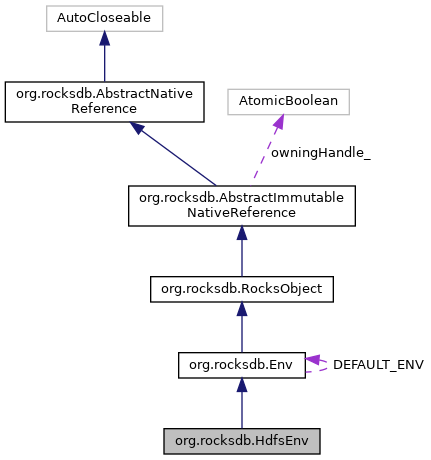 AutoCloseable
org.rocksdb.AbstractNative
Reference
AtomicBoolean
owningHandle_
org.rocksdb.AbstractImmutable
NativeReference
org.rocksdb.RocksObject
org.rocksdb.Env
DEFAULT_ENV
org.rocksdb.HdfsEnv